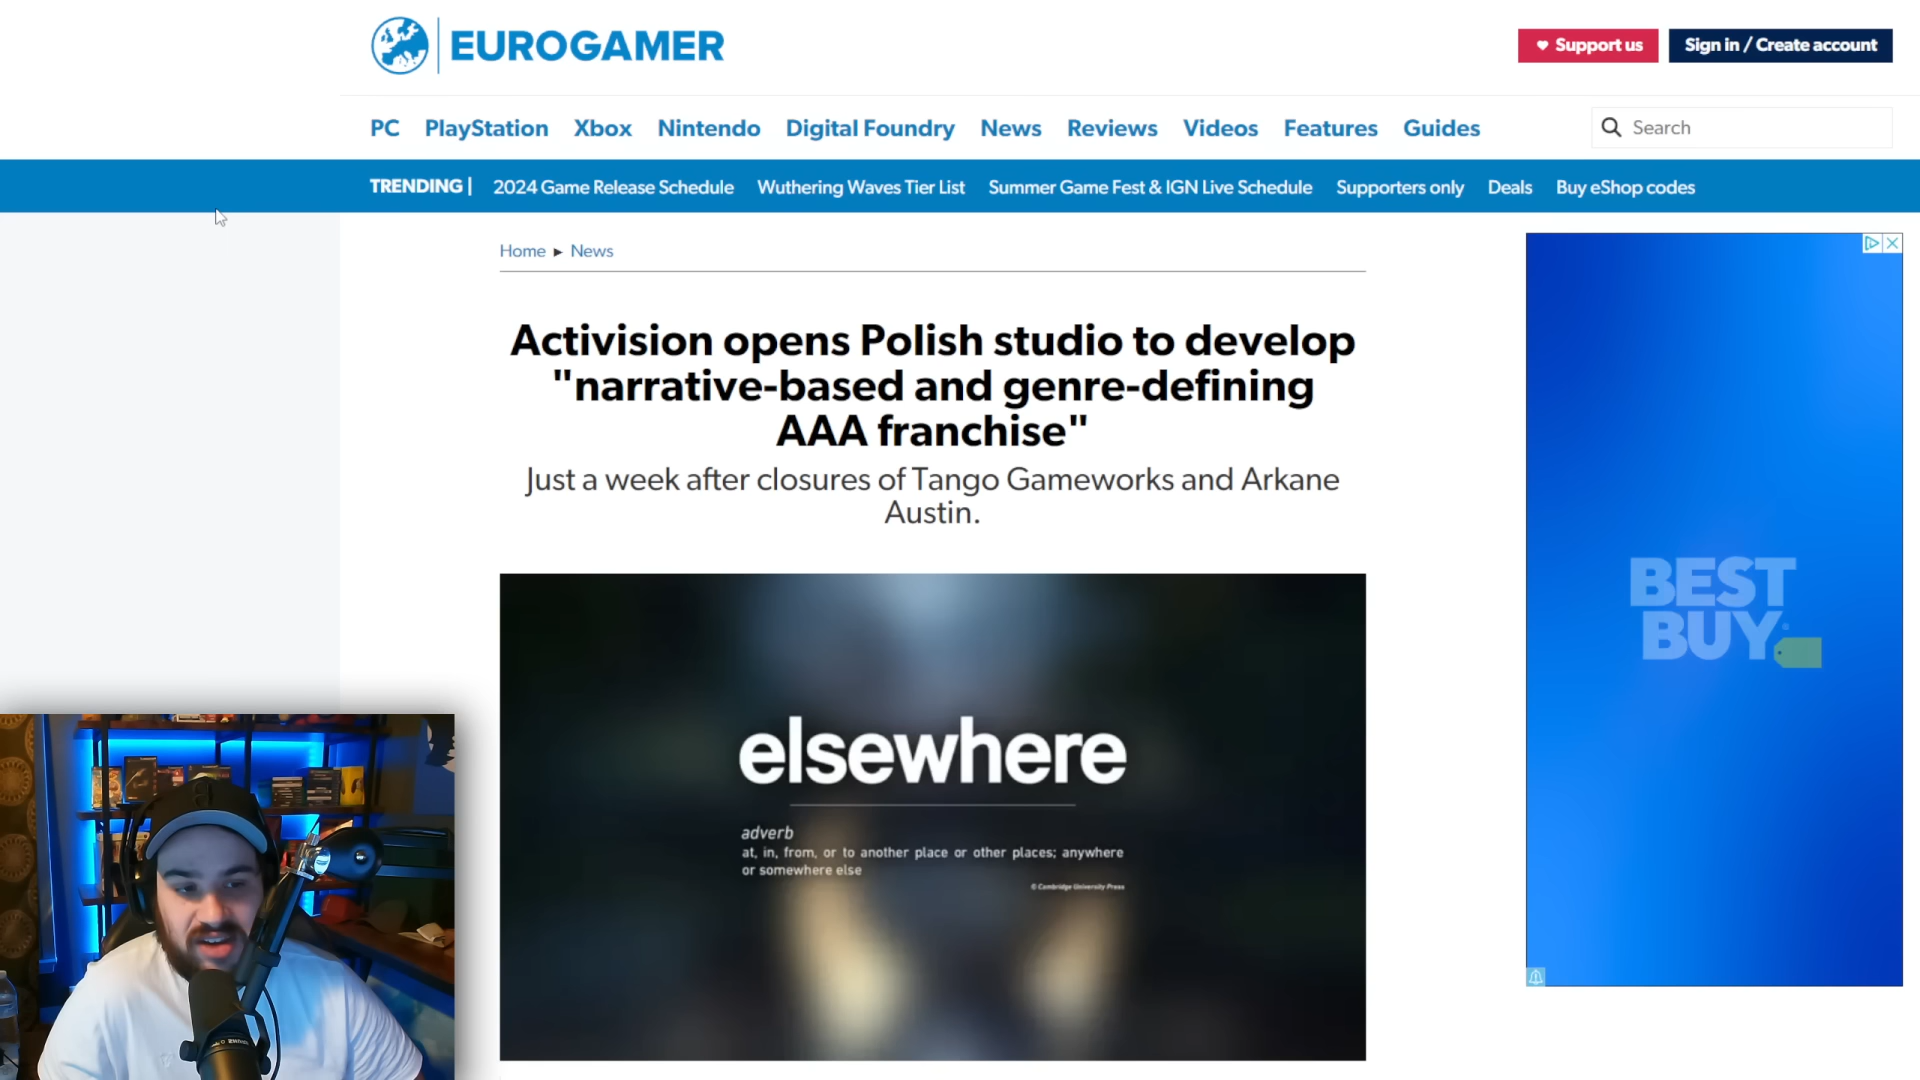 EUROGAMER
Support us
Sign in / Create account
PC PlayStation Xbox Nintendo Digital Foundry News Reviews Videos Features Guides
Search
TRENDING | 2024 Game Release Schedule Wuthering Waves Tier List Summer Game Fest & IGN Live Schedule Supporters only Deals Buy eShop codes
Home ▸ News
Activision opens Polish studio to develop
"narrative-based and genre-defining
AAA franchise"
Just a week after closures of Tango Gameworks and Arkane
Austin.
elsewhere
adverb
at, in, from, or to another place or other places; anywhere
or somewhere else
© Cambridge University Press
BEST
BUY